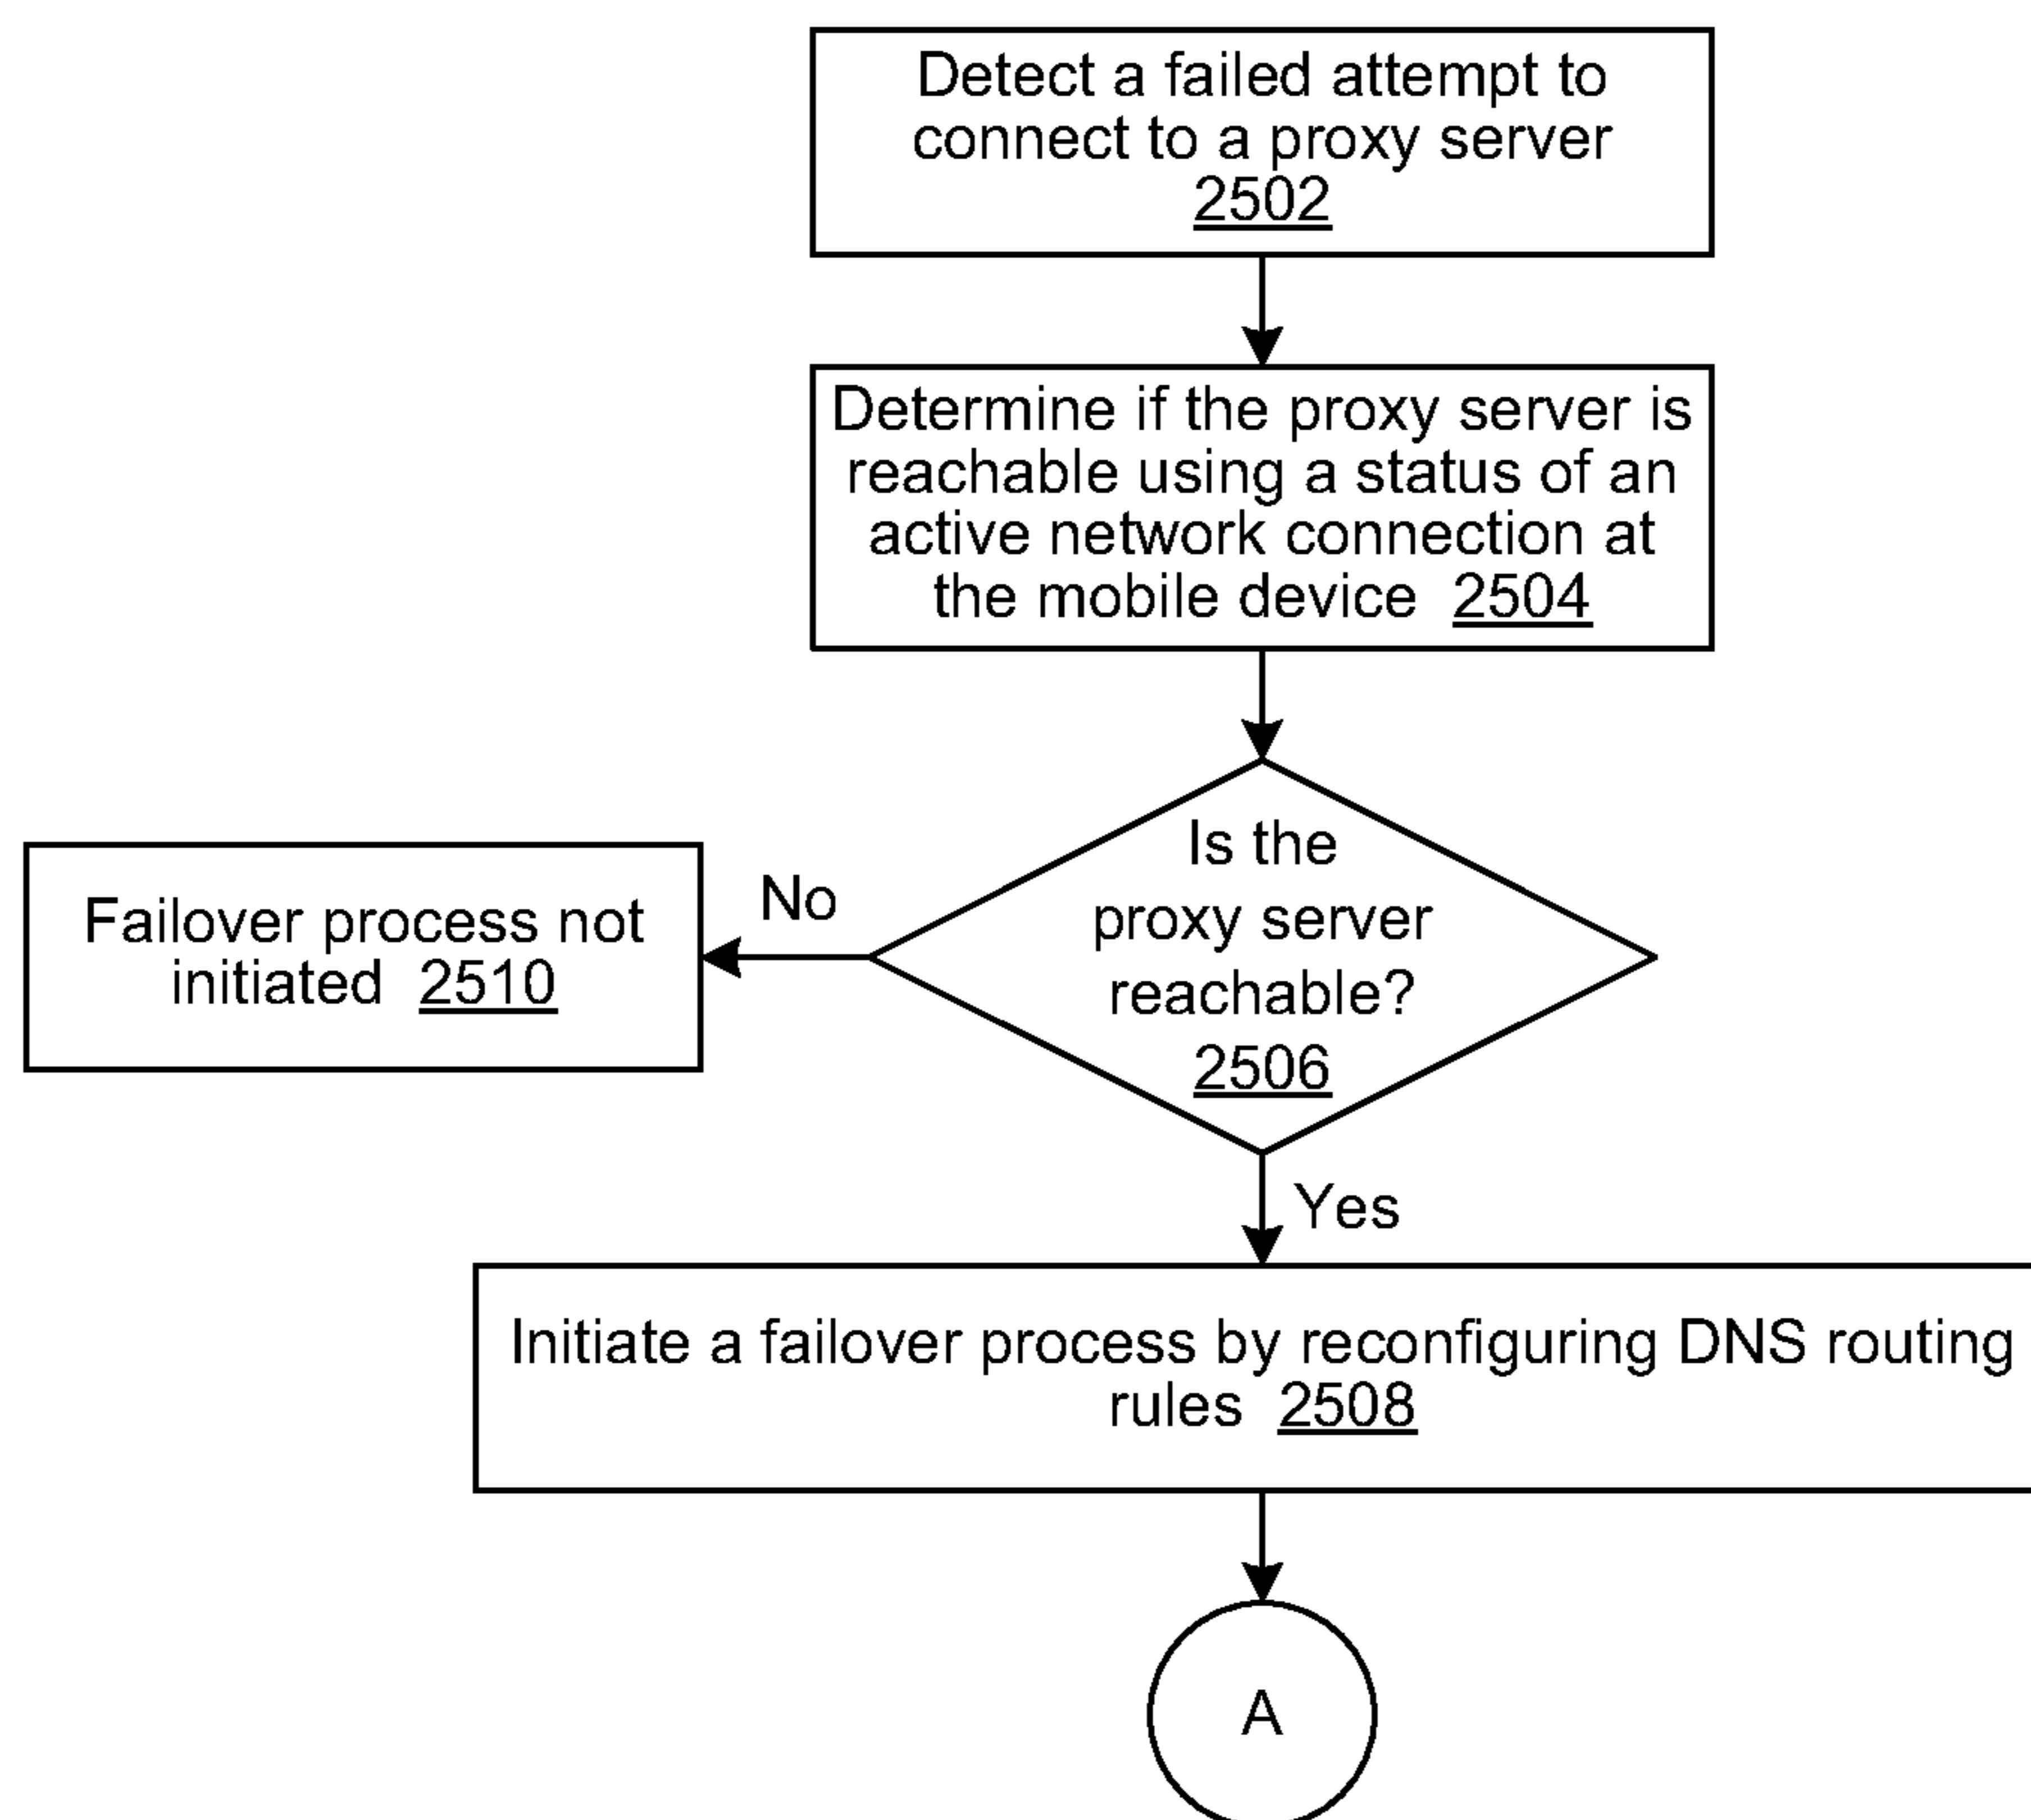 Detect a failed attempt to
connect to a proxy server
2502
Determine if the proxy server is
reachable using a status of an
active network connection at
the mobile device 2504
Is the
proxy server
reachable?
2506
No
Failover process not
initiated 2510
Yes
Initiate a failover process by reconfiguring DNS routing
rules 2508
A